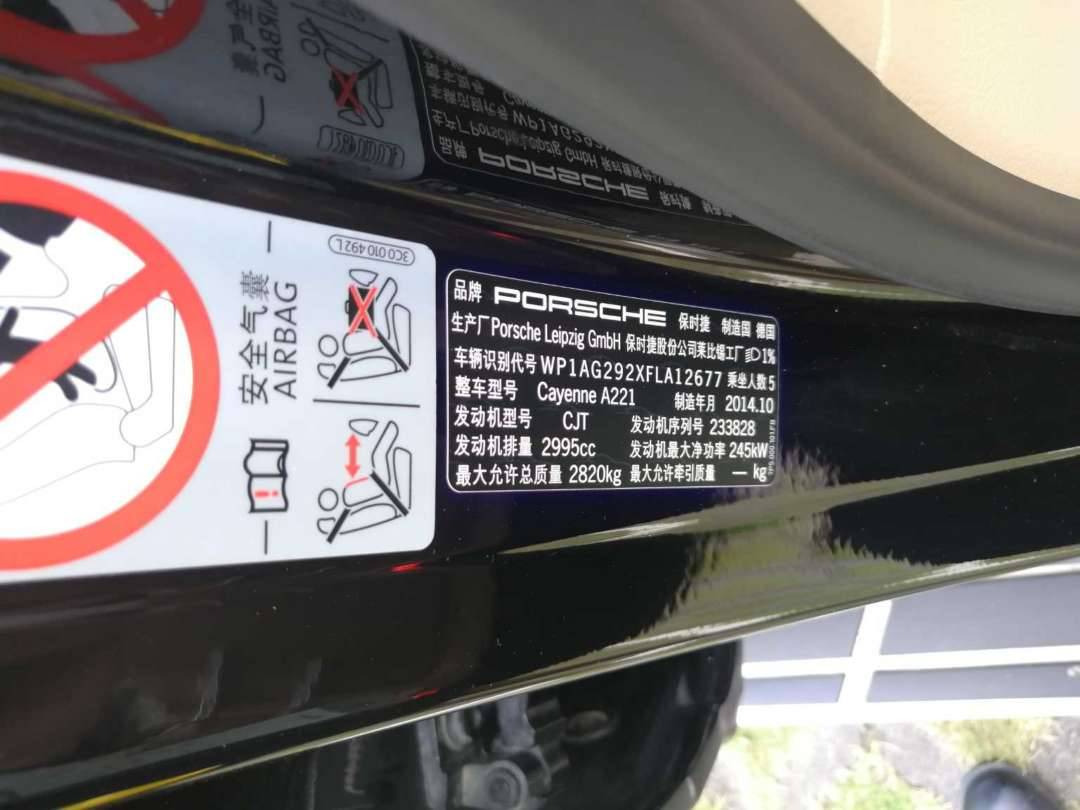 安全气囊
AIRBAG
3C0 010 492 L
品牌 PORSCHE 保时捷 制造国 德国
生产厂 Porsche Leipzig GmbH 保时捷股份公司莱比锡工厂 1%
车辆识别代号 WP1AG292XFLA12677 乘坐人数 5
整车型号 Cayenne A221 制造年月 2014.10
发动机型号 CJT 发动机序列号 233828
发动机排量 2995cc 发动机最大净功率 245kW
最大允许总质量 2820kg 最大允许牵引质量 — kg